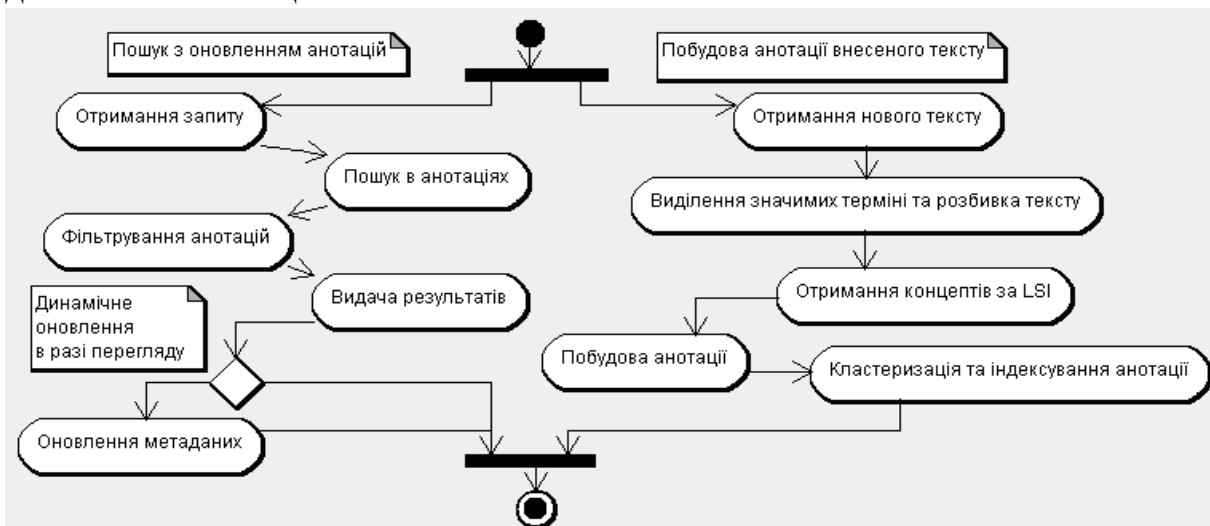 Пошук з оновленням анотацій
Побудова анотації внесеного тексту
Отримання запиту
Отримання нового тексту
Пошук в анотаціях
Виділення значимих терміні та розбивка тексту
Фільтрування анотацій
Видача результатів
Отримання концептів за LSI
Динамічне
оновлення
в разі перегляду
Побудова анотації
Кластеризація та індексування анотації
Оновлення метаданих